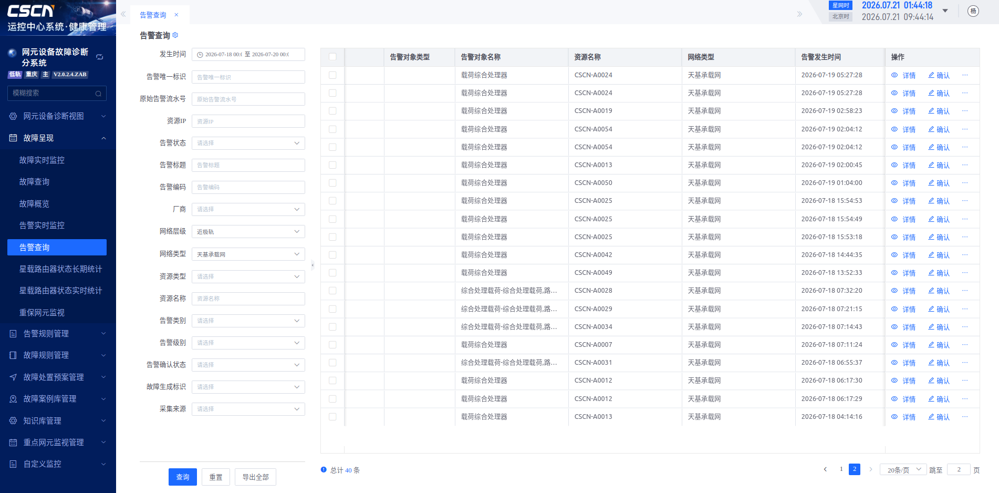 CSCN
运控中心系统·健康管理
网元设备故障诊断
分系统
低轨 重庆 主 V2.0.2.4.ZAB
模糊搜索
网元设备诊断视图
故障呈现
故障实时监控
故障查询
故障概览
告警实时监控
告警查询
星载路由器状态长期统计
星载路由器状态实时统计
重保网元监视
告警规则管理
故障规则管理
故障处置预案管理
故障案例库管理
知识库管理
重点网元监视管理
自定义监控
告警查询 ×
星网时 2026.07.21 01:44:18
北京时 2026.07.21 09:44:14
杨
告警查询
发生时间 2026-07-18 00:( 至 2026-07-20 00:(
告警唯一标识 告警唯一标识
原始告警流水号 原始告警流水号
资源IP 资源IP
告警状态 请选择
告警标题 告警标题
告警编码 告警编码
厂商 请选择
网络层级 近极轨
网络类型 天基承载网
资源类型 请选择
资源名称 资源名称
告警类别 请选择
告警级别 请选择
告警确认状态 请选择
故障生成标识 请选择
采集来源 请选择
查询 重置 导出全部
告警对象类型 告警对象名称 资源名称 网络类型 告警发生时间 操作
载荷综合处理器 CSCN-A0024 天基承载网 2026-07-19 05:27:28 详情 确认 ...
载荷综合处理器 CSCN-A0024 天基承载网 2026-07-19 05:27:28 详情 确认 ...
载荷综合处理器 CSCN-A0019 天基承载网 2026-07-19 02:58:23 详情 确认 ...
载荷综合处理器 CSCN-A0054 天基承载网 2026-07-19 02:04:12 详情 确认 ...
载荷综合处理器 CSCN-A0054 天基承载网 2026-07-19 02:04:12 详情 确认 ...
载荷综合处理器 CSCN-A0013 天基承载网 2026-07-19 02:00:45 详情 确认 ...
载荷综合处理器 CSCN-A0050 天基承载网 2026-07-19 01:04:00 详情 确认 ...
载荷综合处理器 CSCN-A0025 天基承载网 2026-07-18 15:54:53 详情 确认 ...
载荷综合处理器 CSCN-A0025 天基承载网 2026-07-18 15:54:49 详情 确认 ...
载荷综合处理器 CSCN-A0025 天基承载网 2026-07-18 15:53:18 详情 确认 ...
载荷综合处理器 CSCN-A0042 天基承载网 2026-07-18 14:44:35 详情 确认 ...
载荷综合处理器 CSCN-A0049 天基承载网 2026-07-18 13:52:33 详情 确认 ...
综合处理载荷-综合处理载荷,路... CSCN-A0028 天基承载网 2026-07-18 07:32:20 详情 确认 ...
综合处理载荷-综合处理载荷,路... CSCN-A0029 天基承载网 2026-07-18 07:21:15 详情 确认 ...
综合处理载荷-综合处理载荷,路... CSCN-A0034 天基承载网 2026-07-18 07:14:43 详情 确认 ...
载荷综合处理器 CSCN-A0007 天基承载网 2026-07-18 07:11:24 详情 确认 ...
综合处理载荷-综合处理载荷,路... CSCN-A0031 天基承载网 2026-07-18 06:55:37 详情 确认 ...
载荷综合处理器 CSCN-A0012 天基承载网 2026-07-18 06:17:30 详情 确认 ...
载荷综合处理器 CSCN-A0012 天基承载网 2026-07-18 06:17:29 详情 确认 ...
载荷综合处理器 CSCN-A0013 天基承载网 2026-07-18 04:14:16 详情 确认 ...
总计 40 条
1 2 20条/页 跳至 2 页